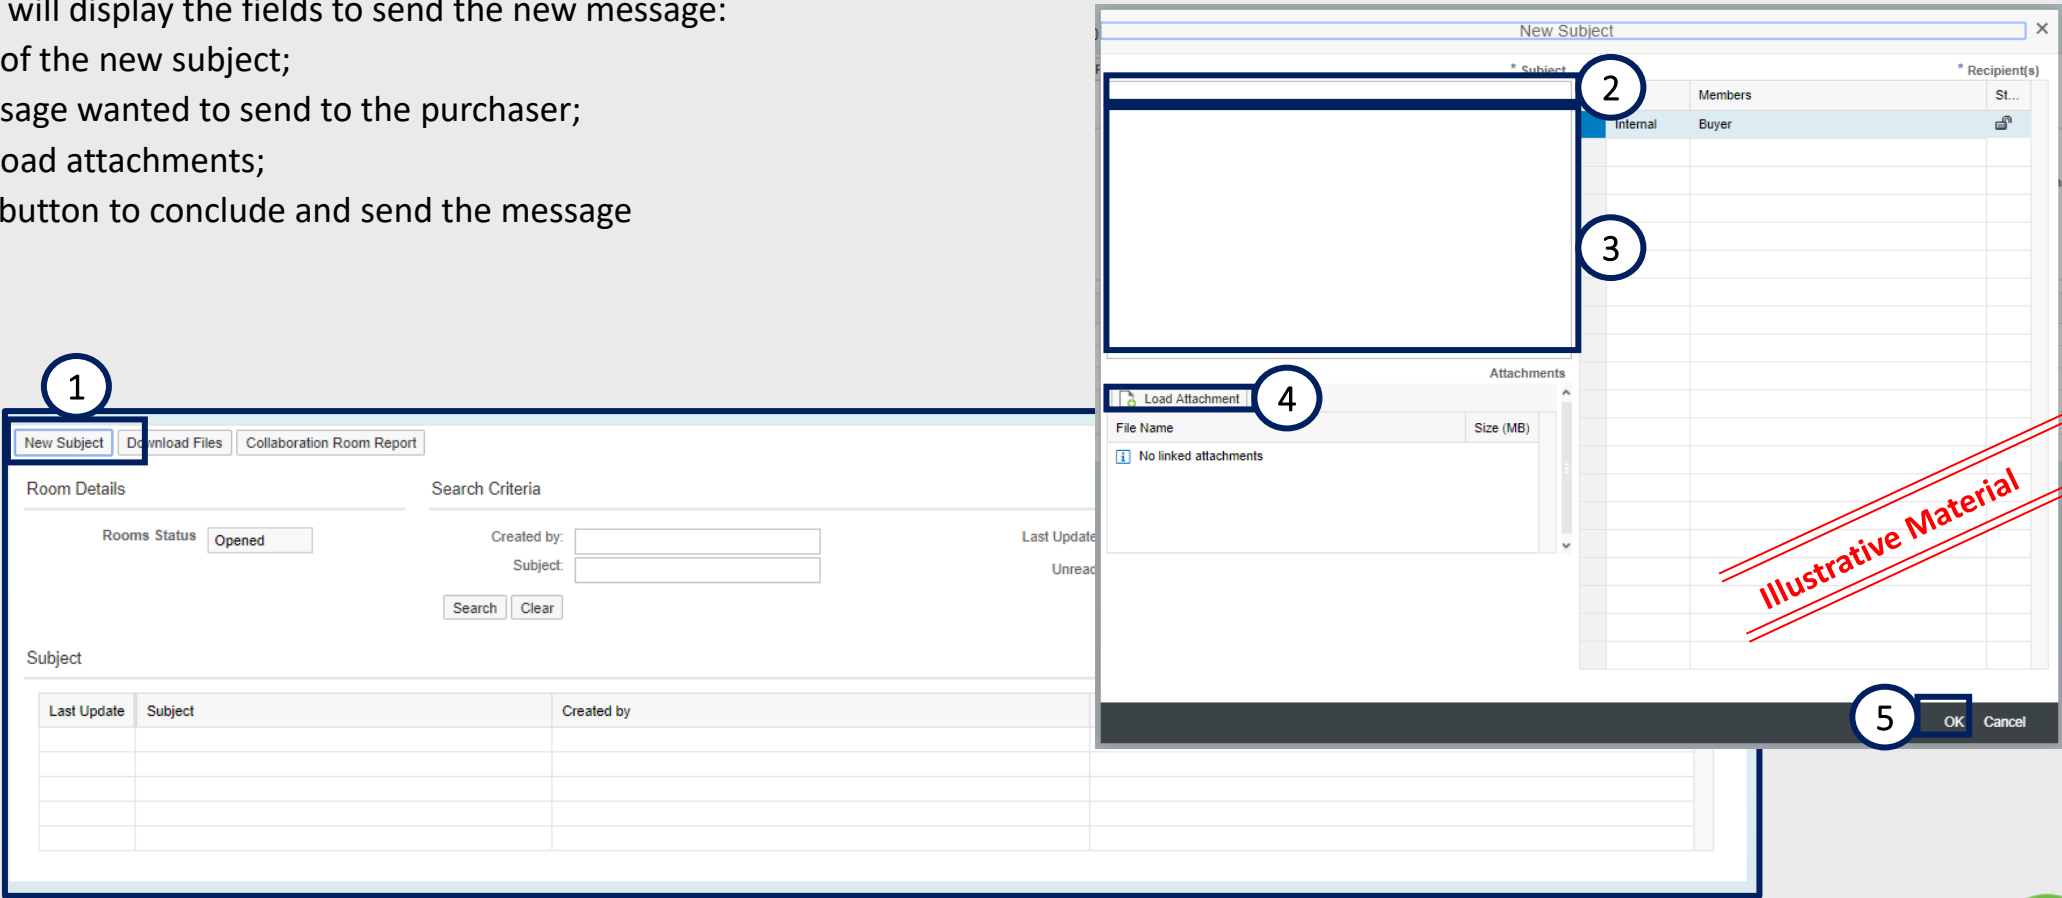 will display the fields to send the new message:
of the new subject;
sage wanted to send to the purchaser;
oad attachments;
button to conclude and send the message
1
New Subject Download Files Collaboration Room Report
Room Details
Search Criteria
Rooms Status Opened
Created by:
Last Update
Subject:
Unread
Search Clear
Subject
Last Update Subject Created by
New Subject ×
* Subject
* Recipient(s)
2
Members St...
Internal Buyer
3
Attachments
Load Attachment
4
File Name Size (MB)
i No linked attachments
Illustrative Material
5
OK Cancel